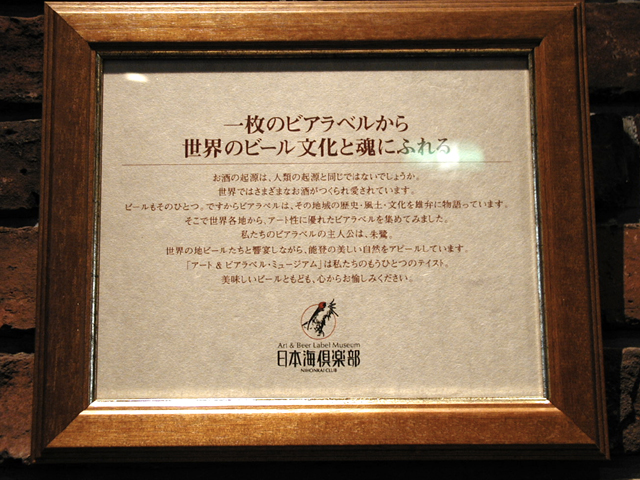 一枚のビアラベルから
世界のビール文化と魂にふれる
お酒の起源は、人類の起源と同じではないでしょうか。
世界ではさまざまなお酒がつくられ愛されています。
ビールもそのひとつ。ですからビアラベルは、その地域の歴史・風土・文化を雄弁に物語っています。
そこで世界各地から、アート性に優れたビアラベルを集めてみました。
私たちのビアラベルの主人公は、朱鷺。
世界の地ビールたちと響宴しながら、能登の美しい自然をアピールしています。
「アート & ビアラベル・ミュージアム」は私たちのもうひとつのテイスト。
美味しいビールともども、心からお愉しみください。
Art & Beer Label Museum
日本海倶楽部
NIHONKAI CLUB